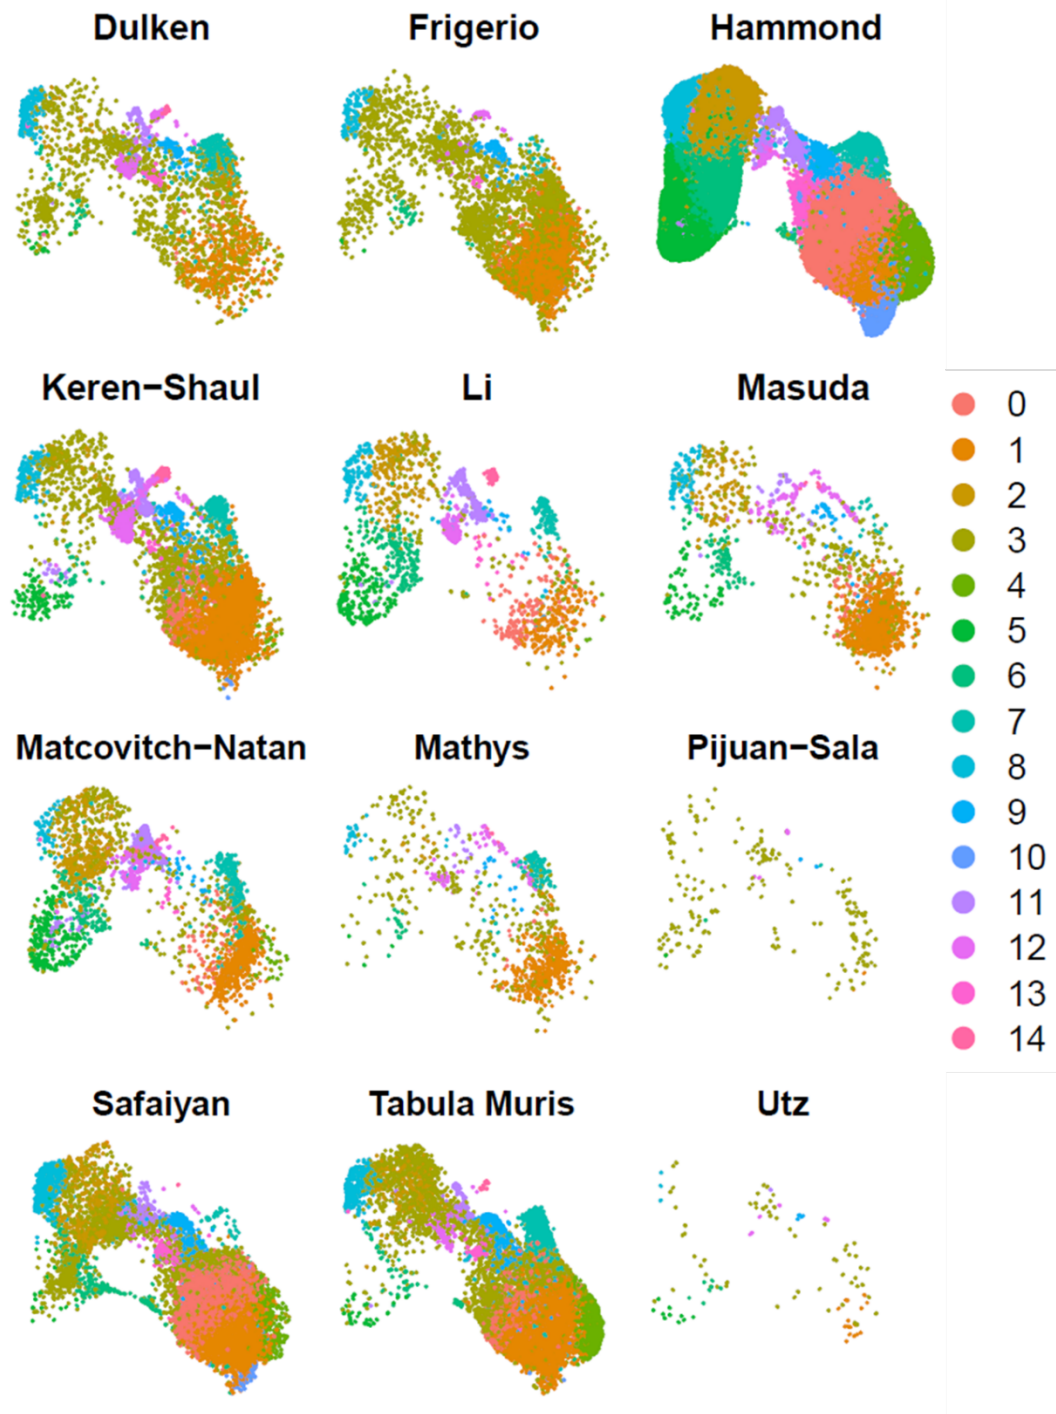 Dulken
Frigerio
Hammond
Keren−Shaul
Li
Masuda
0
1
2
3
4
5
6
7
8
9
10
11
12
13
14
Matcovitch−Natan
Mathys
Pijuan−Sala
Safaiyan
Tabula Muris
Utz